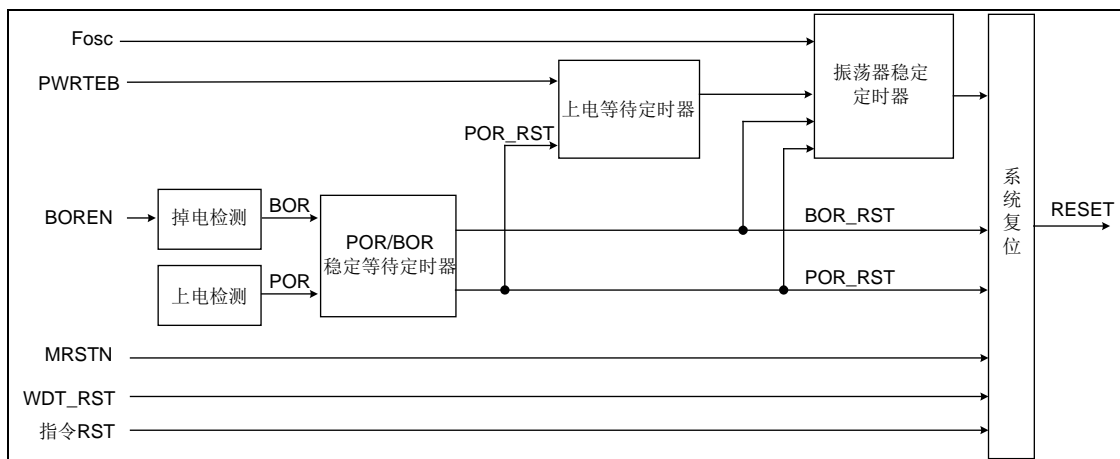 Fosc
PWRTEB
振荡器稳定
定时器
上电等待定时器
POR_RST
BOREN
掉电检测
BOR
POR/BOR
稳定等待定时器
BOR_RST
系统复位
RESET
上电检测
POR
POR_RST
MRSTN
WDT_RST
指令RST